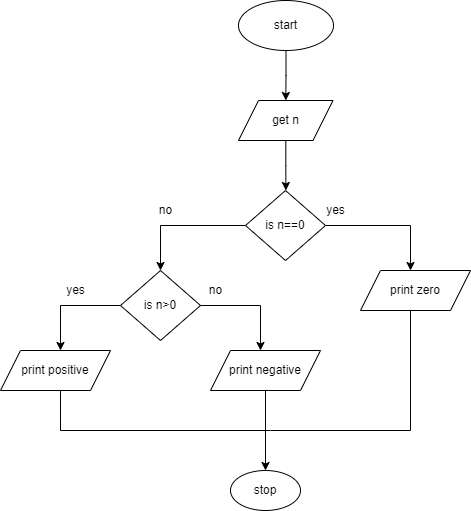 start
get n
is n==0
no
yes
print zero
is n>0
yes
no
print positive
print negative
stop